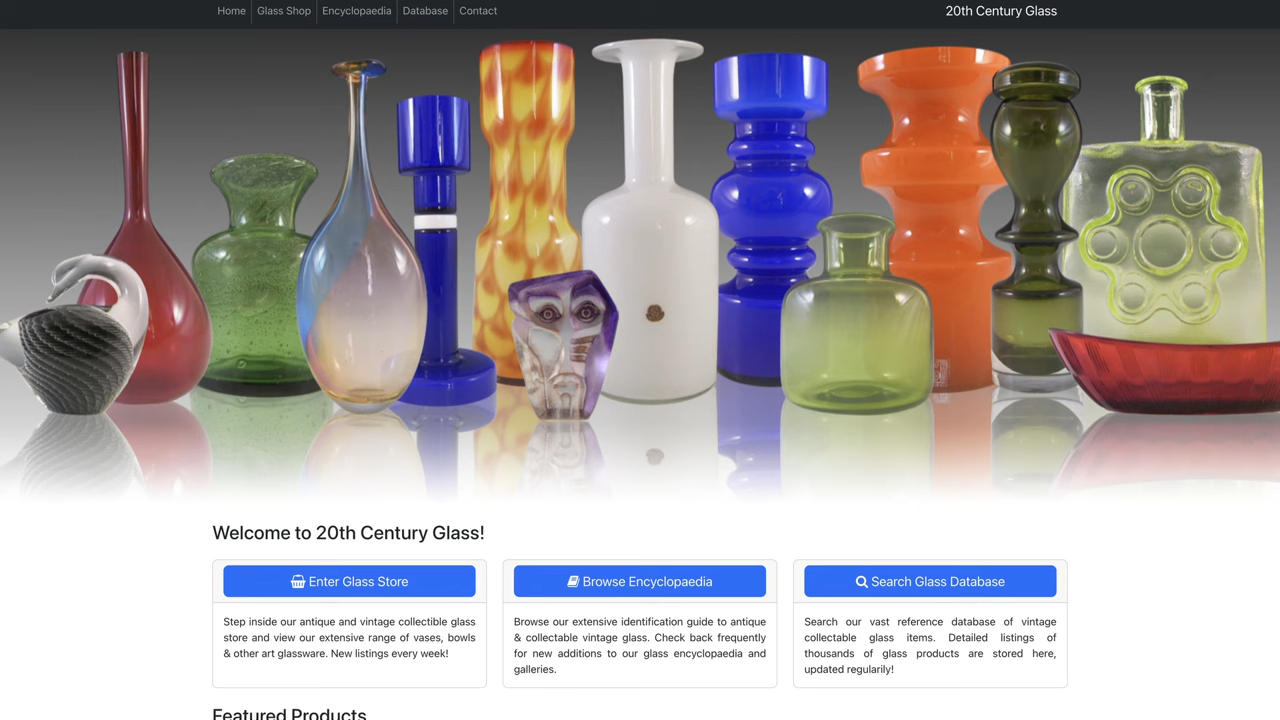 Home
Glass Shop
Encyclopaedia
Database
Contact
20th Century Glass
Welcome to 20th Century Glass!
Enter Glass Store
Step inside our antique and vintage collectible glass
store and view our extensive range of vases, bowls
& other art glassware. New listings every week!
Browse Encyclopaedia
Browse our extensive identification guide to antique
& collectable vintage glass. Check back frequently
for new additions to our glass encyclopaedia and
galleries.
Search Glass Database
Search our vast reference database of vintage
collectable glass items. Detailed listings of
thousands of glass products are stored here,
updated regularily!
Featured Products